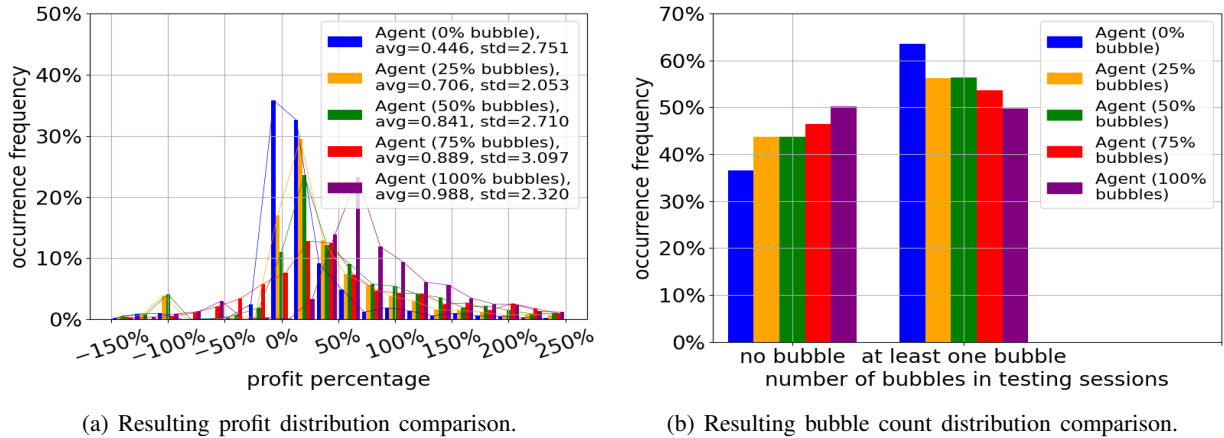 50%
40%
30%
20%
10%
0%
occurrence frequency
Agent (0% bubble),
avg=0.446, std=2.751
Agent (25% bubbles),
avg=0.706, std=2.053
Agent (50% bubbles),
avg=0.841, std=2.710
Agent (75% bubbles),
avg=0.889, std=3.097
Agent (100% bubbles),
avg=0.988, std=2.320
−150% −100% −50% 0% 50% 100% 150% 200% 250%
profit percentage
(a) Resulting profit distribution comparison.
70%
60%
50%
40%
30%
20%
10%
0%
occurrence frequency
Agent (0%
bubble)
Agent (25%
bubbles)
Agent (50%
bubbles)
Agent (75%
bubbles)
Agent (100%
bubbles)
no bubble at least one bubble
number of bubbles in testing sessions
(b) Resulting bubble count distribution comparison.